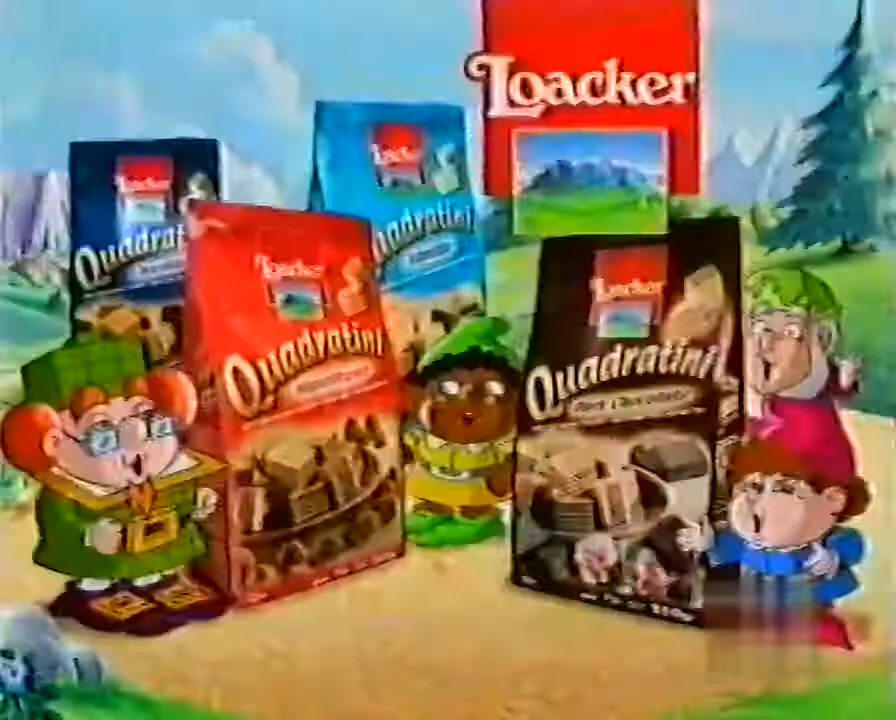 Loacker
Loacker
Quadratini
Loacker
Quadratini
Loacker
Quadratini
Loacker
Quadratini
Dark Chocolate